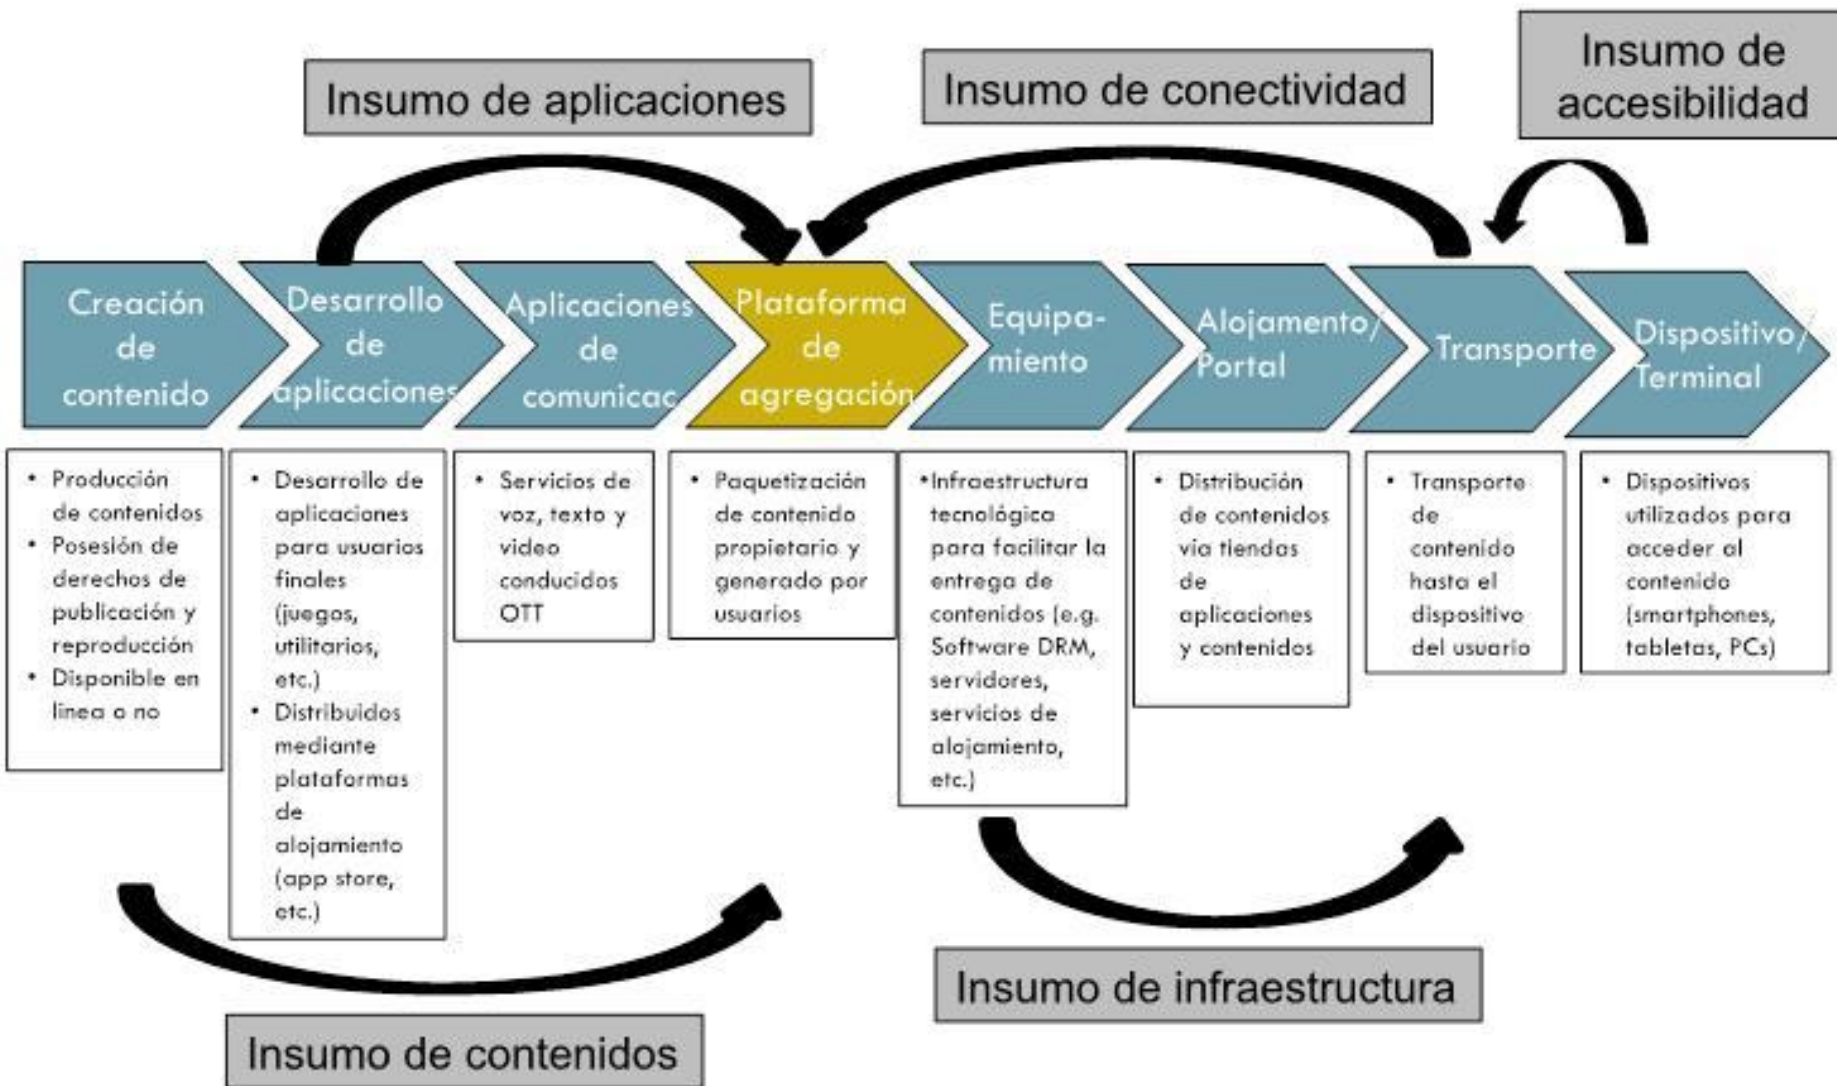 Insumo de aplicaciones
Insumo de conectividad
Insumo de
accesibilidad
Creación
de
contenido
Desarrollo
de
aplicaciones
Aplicaciones
de
comunicac
Plataforma
de
agregación
Equipa-
miento
Alojamento/
Portal
Transporte
Dispositivo/
Terminal
• Producción
de contenidos
• Posesión de
derechos de
publicación y
reproducción
• Disponible en
linea o no
• Desarrollo de
aplicaciones
para usuarios
finales
(juegos,
utilitarios,
etc.)
• Distribuidos
mediante
plataformas
de
alojamiento
(app store,
etc.)
• Servicios de
voz, texto y
video
conducidos
OTT
• Paquetización
de contenido
propietario y
generado por
usuarios
•Infraestructura
tecnológica
para facilitar la
entrega de
contenidos (e.g.
Software DRM,
servidores,
servicios de
alojamiento,
etc.)
• Distribución
de contenidos
via tiendas
de
aplicaciones
y contenidos
• Transporte
de
contenido
hasta el
dispositivo
del usuario
• Dispositivos
utilizados para
acceder al
contenido
(smartphones,
tabletas, PCs)
Insumo de contenidos
Insumo de infraestructura